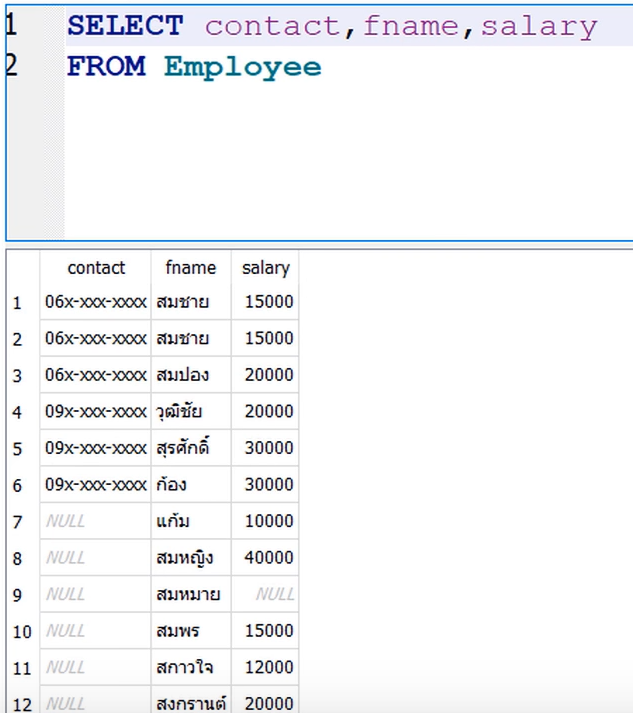 1 SELECT contact,fname,salary
2 FROM Employee
contact fname salary
1 06x-xxx-xxxx สมชาย 15000
2 06x-xxx-xxxx สมชาย 15000
3 06x-xxx-xxxx สมปอง 20000
4 09x-xxx-xxxx วุฒิชัย 20000
5 09x-xxx-xxxx สุรศักดิ์ 30000
6 09x-xxx-xxxx ก้อง 30000
7 NULL แก้ม 10000
8 NULL สมหญิง 40000
9 NULL สมหมาย NULL
10 NULL สมพร 15000
11 NULL สกาวใจ 12000
12 NULL สงกรานต์ 20000